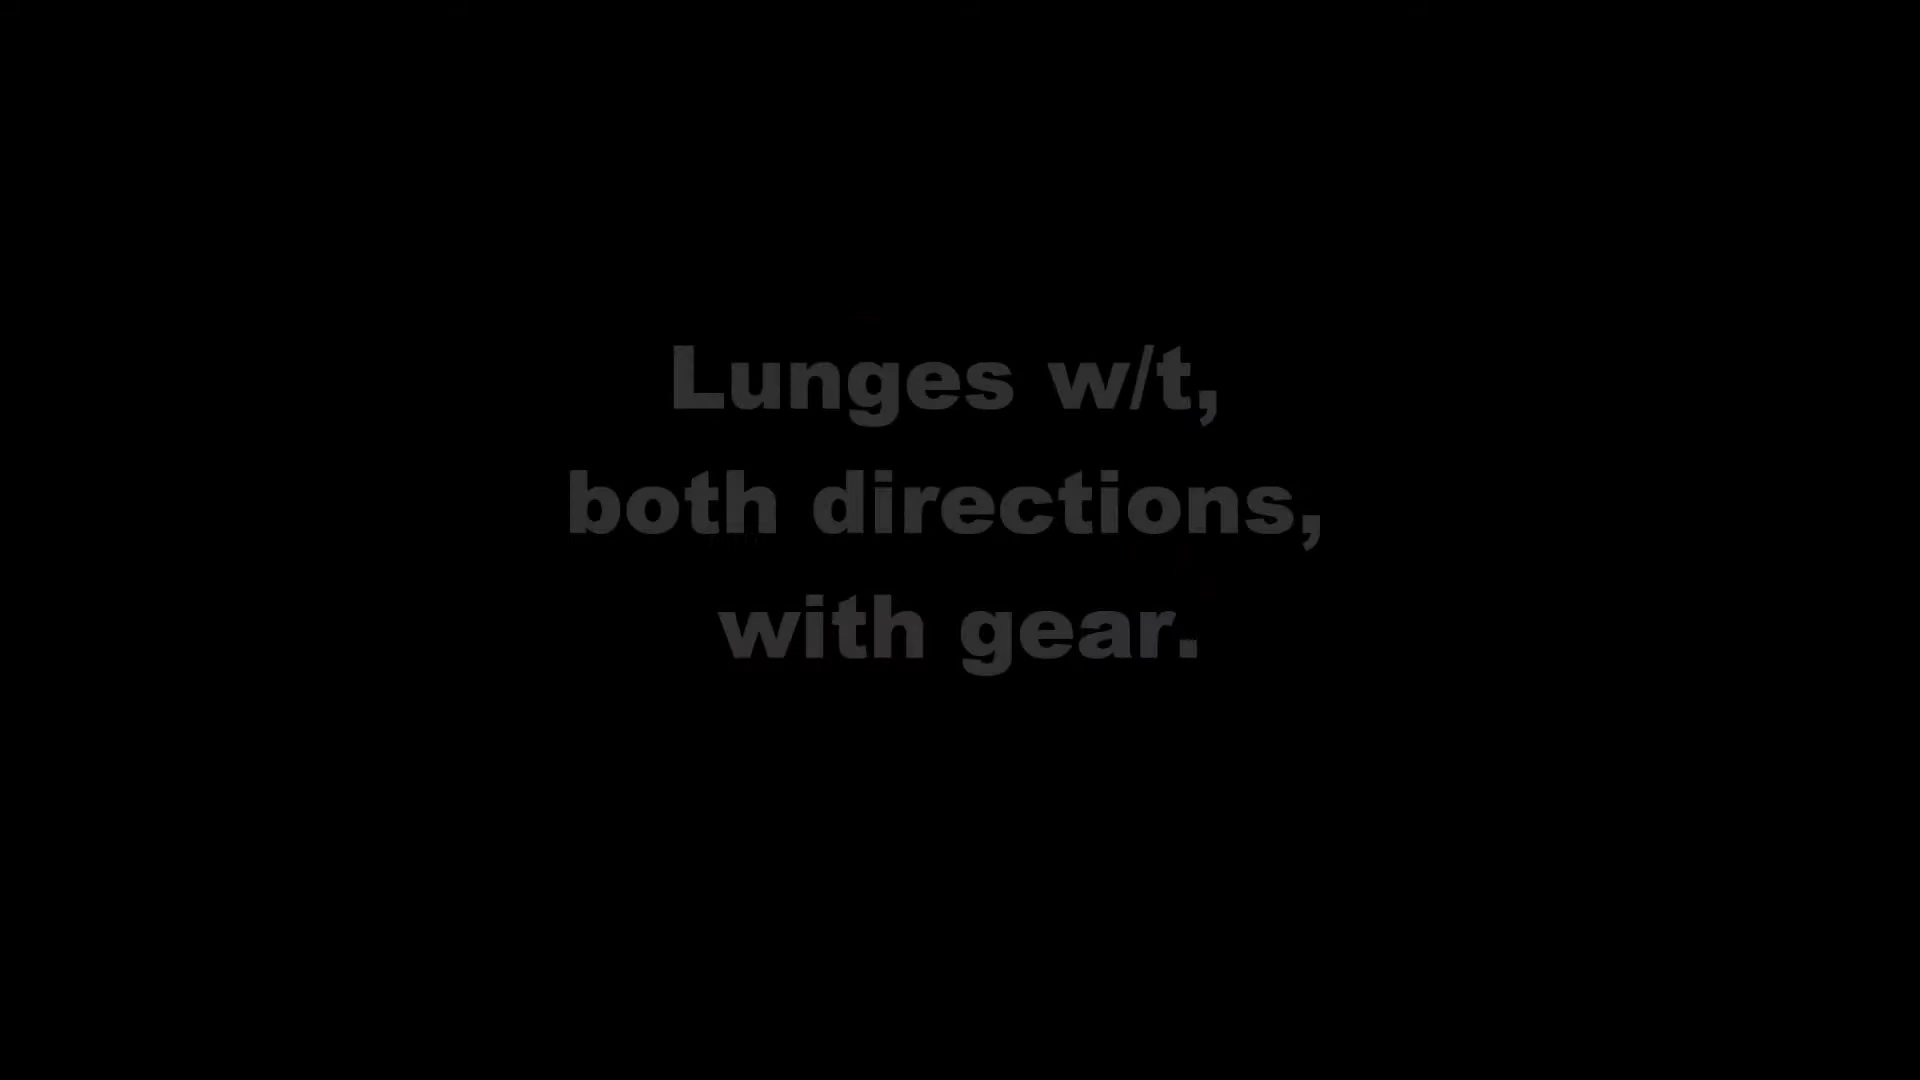 Lunges w/t,
both directions,
with gear.